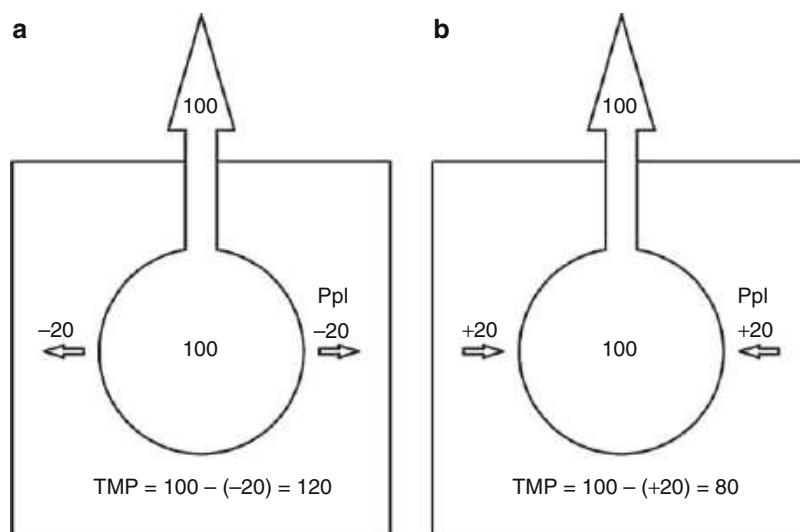 a
100
Ppl
–20
–20
100
TMP = 100 – (–20) = 120
b
100
Ppl
+20
+20
100
TMP = 100 – (+20) = 80